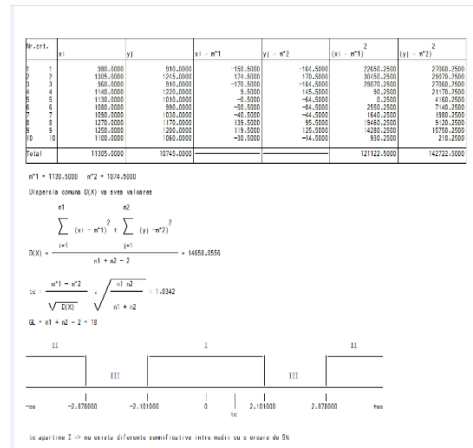 Nr.crt. xi yj xi - m*1 yj - m*2 (xi - m*1)2 (yj - m*2)2
1 1 980.0000 910.0000 -150.5000 -164.5000 22650.2500 27060.2500
2 2 1305.0000 1245.0000 174.5000 170.5000 30450.2500 29070.2500
3 3 960.0000 910.0000 -170.5000 -164.5000 29070.2500 27060.2500
4 4 1140.0000 1220.0000 9.5000 145.5000 90.2500 21170.2500
5 5 1130.0000 1010.0000 -0.5000 -64.5000 0.2500 4160.2500
6 6 1080.0000 990.0000 -50.5000 -84.5000 2550.2500 7140.2500
7 7 1090.0000 1030.0000 -40.5000 -44.5000 1640.2500 1980.2500
8 8 1270.0000 1170.0000 139.5000 95.5000 19460.2500 9120.2500
9 9 1250.0000 1200.0000 119.5000 125.5000 14280.2500 15750.2500
10 10 1100.0000 1060.0000 -30.5000 -14.5000 930.2500 210.2500
Total 11305.0000 10745.0000 121122.5000 142722.5000
m*1 = 1130.5000 m*2 = 1074.5000
Dispersia comuna D(X) va avea valoarea
n1 n2
∑ (xi - m*1)2 + ∑ (yj - m*2)2
i=1 j=1
D(X) = = 14658.0556
n1 + n2 - 2
m*1 - m*2 n1 n2
tc = . = 1.0342
√ D(X) √ n1 + n2
GL = n1 + n2 - 2 = 18
II I II
III III
-∞ -2.878000 -2.101000 0 2.101000 2.878000 +∞
tc
tc apartine I -> nu exista diferente semnificative intre medii cu o eroare de 5%